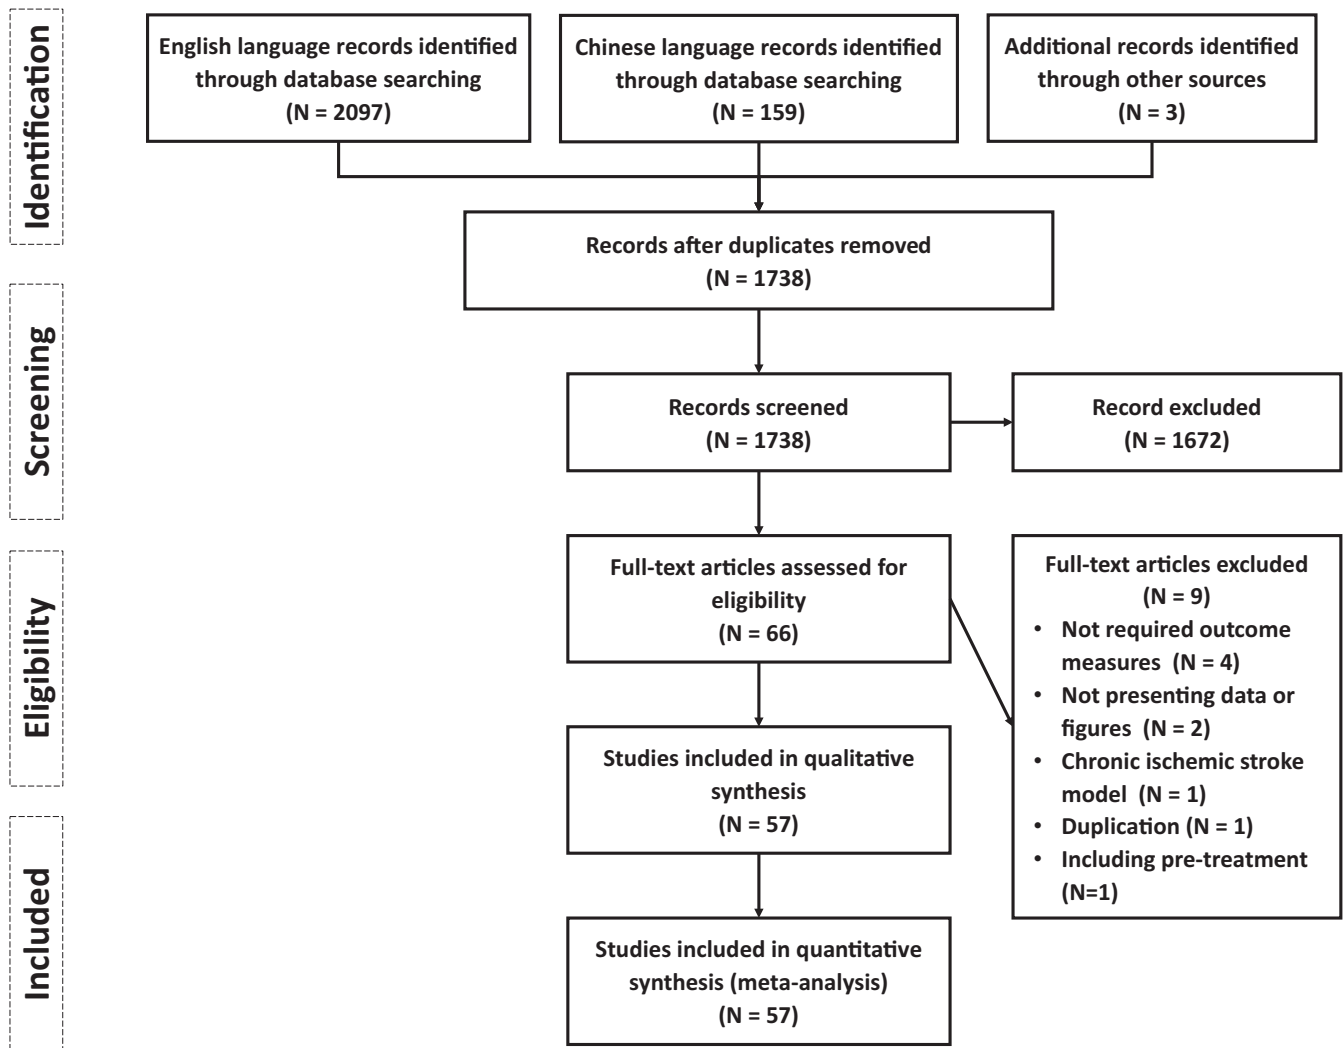 Identification
English language records identified
through database searching
(N = 2097)
Chinese language records identified
through database searching
(N = 159)
Additional records identified
through other sources
(N = 3)
Records after duplicates removed
(N = 1738)
Screening
Records screened
(N = 1738)
Record excluded
(N = 1672)
Eligibility
Full-text articles assessed for
eligibility
(N = 66)
Full-text articles excluded
(N = 9)
• Not required outcome
measures (N = 4)
• Not presenting data or
figures (N = 2)
• Chronic ischemic stroke
model (N = 1)
• Duplication (N = 1)
• Including pre-treatment
(N=1)
Studies included in qualitative
synthesis
(N = 57)
Included
Studies included in quantitative
synthesis (meta-analysis)
(N = 57)